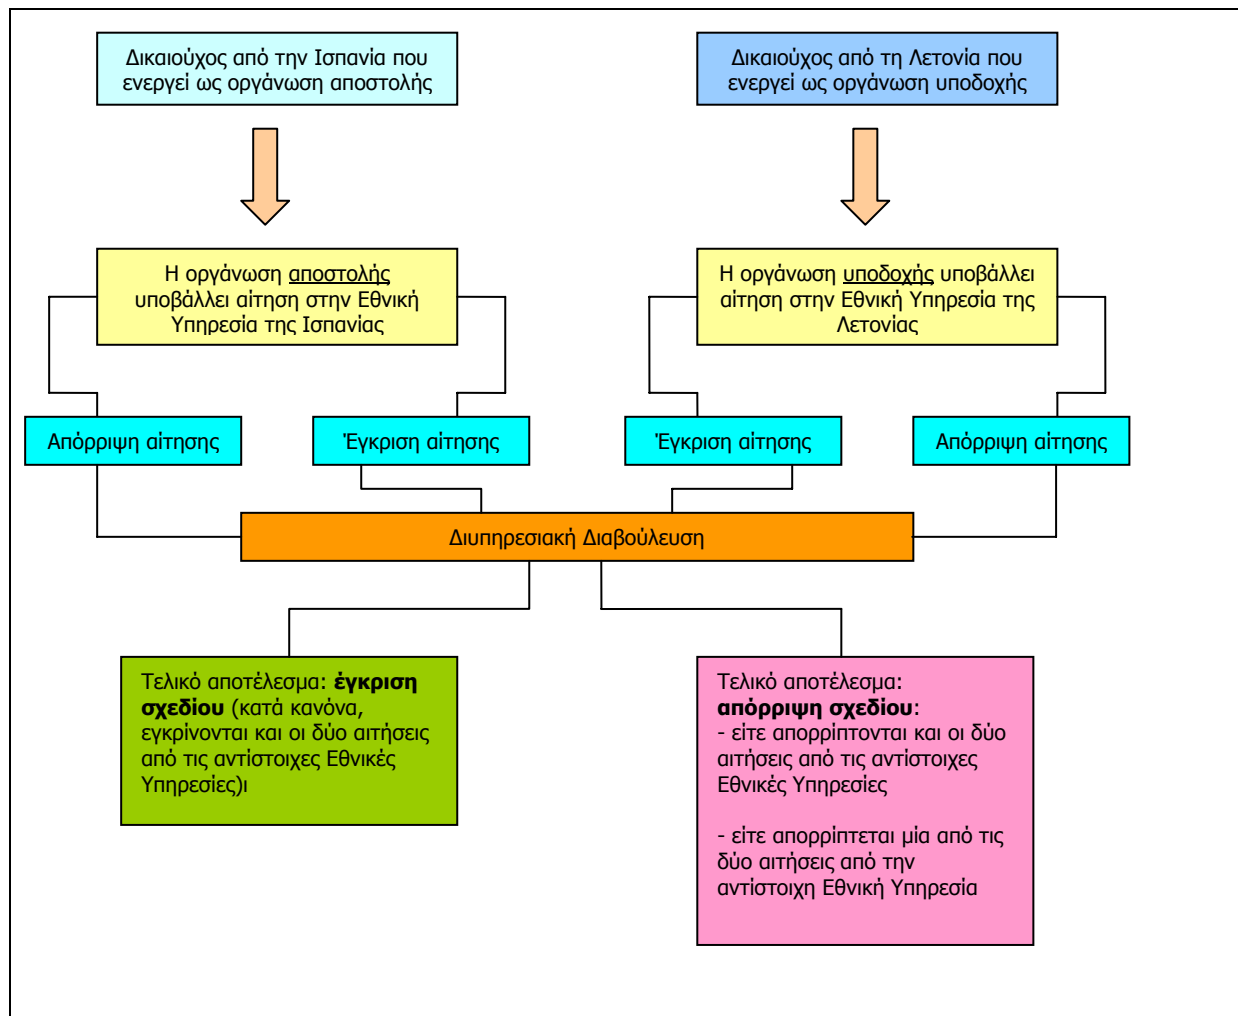 Δικαιούχος από την Ισπανία που
ενεργεί ως οργάνωση αποστολής
Δικαιούχος από τη Λετονία που
ενεργεί ως οργάνωση υποδοχής
Η οργάνωση αποστολής
υποβάλλει αίτηση στην Εθνική
Υπηρεσία της Ισπανίας
Η οργάνωση υποδοχής υποβάλλει
αίτηση στην Εθνική Υπηρεσία της
Λετονίας
Απόρριψη αίτησης
Έγκριση αίτησης
Έγκριση αίτησης
Απόρριψη αίτησης
Διυπηρεσιακή Διαβούλευση
Τελικό αποτέλεσμα: έγκριση
σχεδίου (κατά κανόνα,
εγκρίνονται και οι δύο αιτήσεις
από τις αντίστοιχες Εθνικές
Υπηρεσίες)ι
Τελικό αποτέλεσμα:
απόρριψη σχεδίου:
- είτε απορρίπτονται και οι δύο
αιτήσεις από τις αντίστοιχες
Εθνικές Υπηρεσίες
- είτε απορρίπτεται μία από τις
δύο αιτήσεις από την
αντίστοιχη Εθνική Υπηρεσία